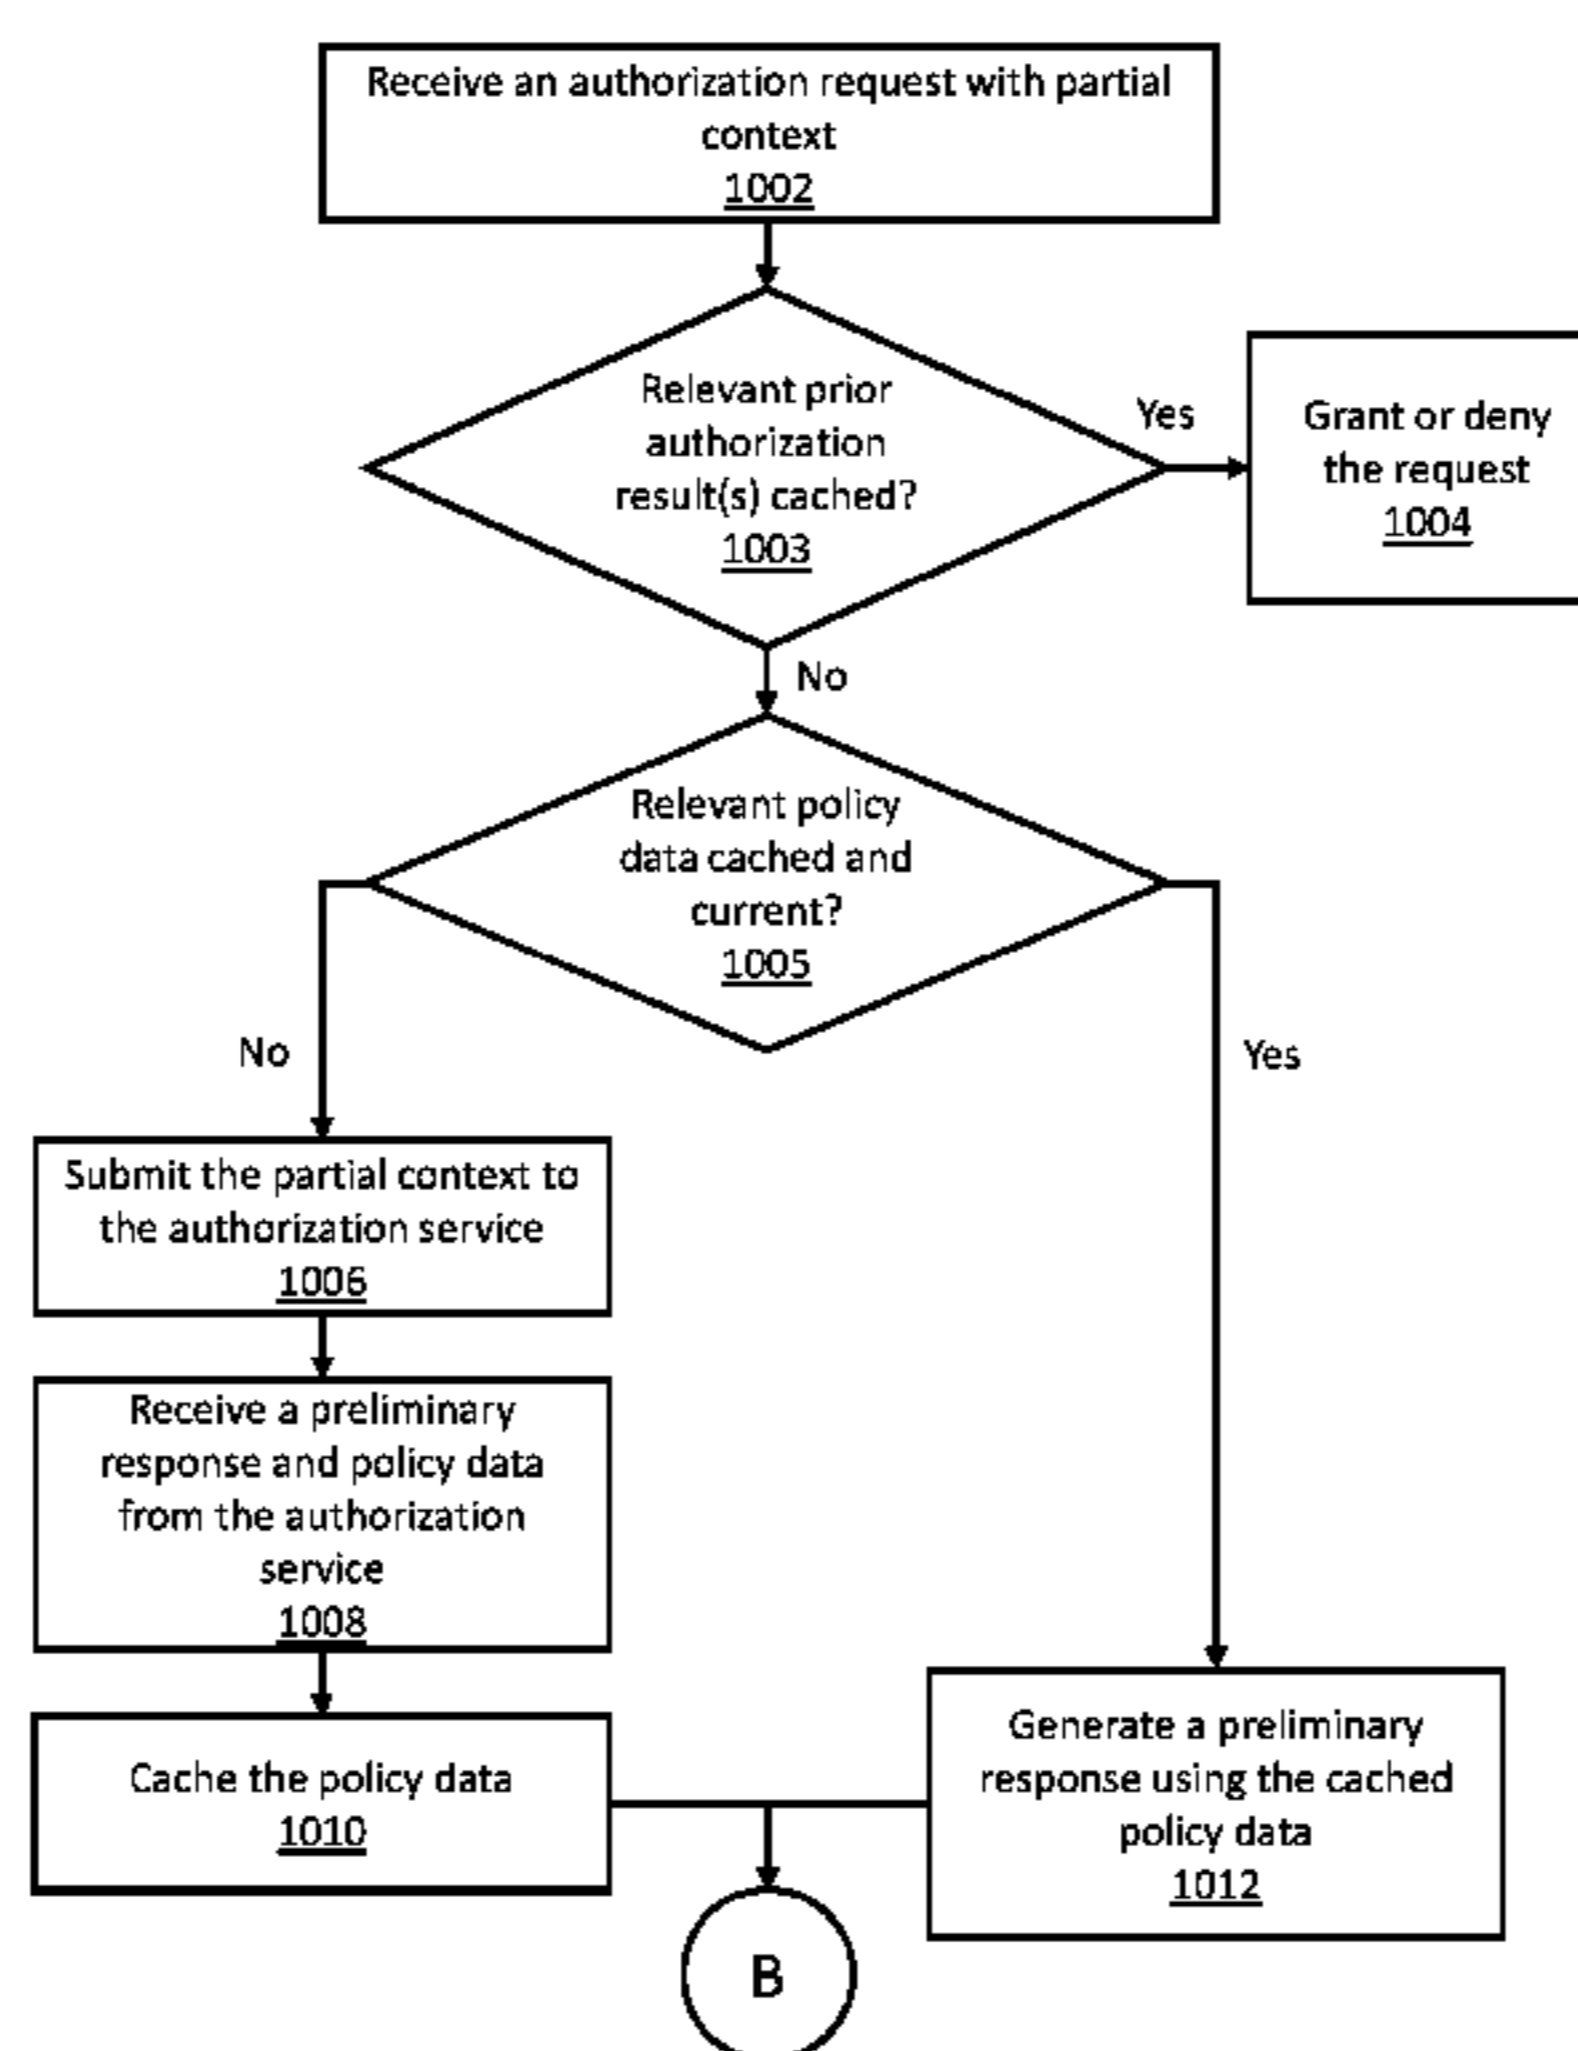 Receive an authorization request with partial
context
1002
Relevant prior
authorization
result(s) cached?
1003
Yes
Grant or deny
the request
1004
No
Relevant policy
data cached and
current?
1005
No
Yes
Submit the partial context to
the authorization service
1006
Receive a preliminary
response and policy data
from the authorization
service
1008
Cache the policy data
1010
Generate a preliminary
response using the cached
policy data
1012
B